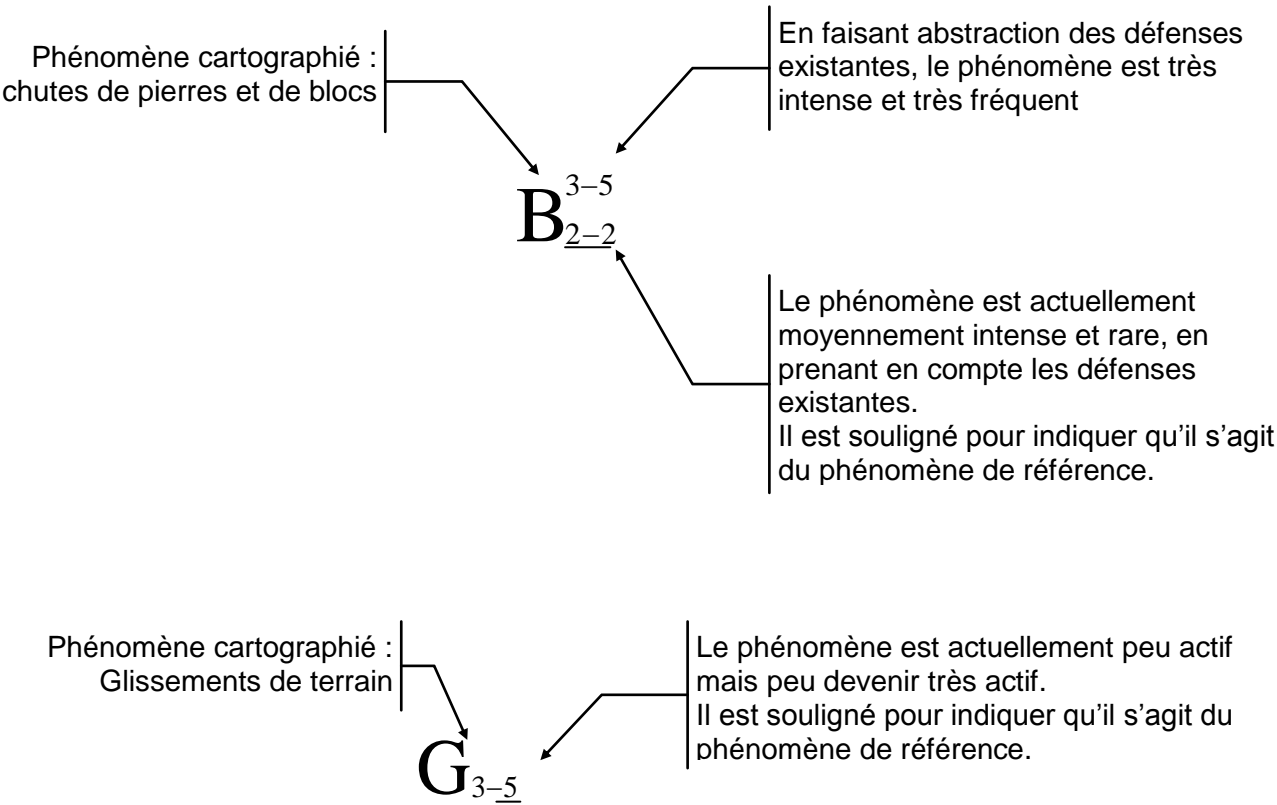 Phénomène cartographié :
chutes de pierres et de blocs
En faisant abstraction des défenses
existantes, le phénomène est très
intense et très fréquent
B 3–5
2–2
Le phénomène est actuellement
moyennement intense et rare, en
prenant en compte les défenses
existantes.
Il est souligné pour indiquer qu’il s’agit
du phénomène de référence.
Phénomène cartographié :
Glissements de terrain
Le phénomène est actuellement peu actif
mais peu devenir très actif.
Il est souligné pour indiquer qu’il s’agit du
phénomène de référence.
G 3–5